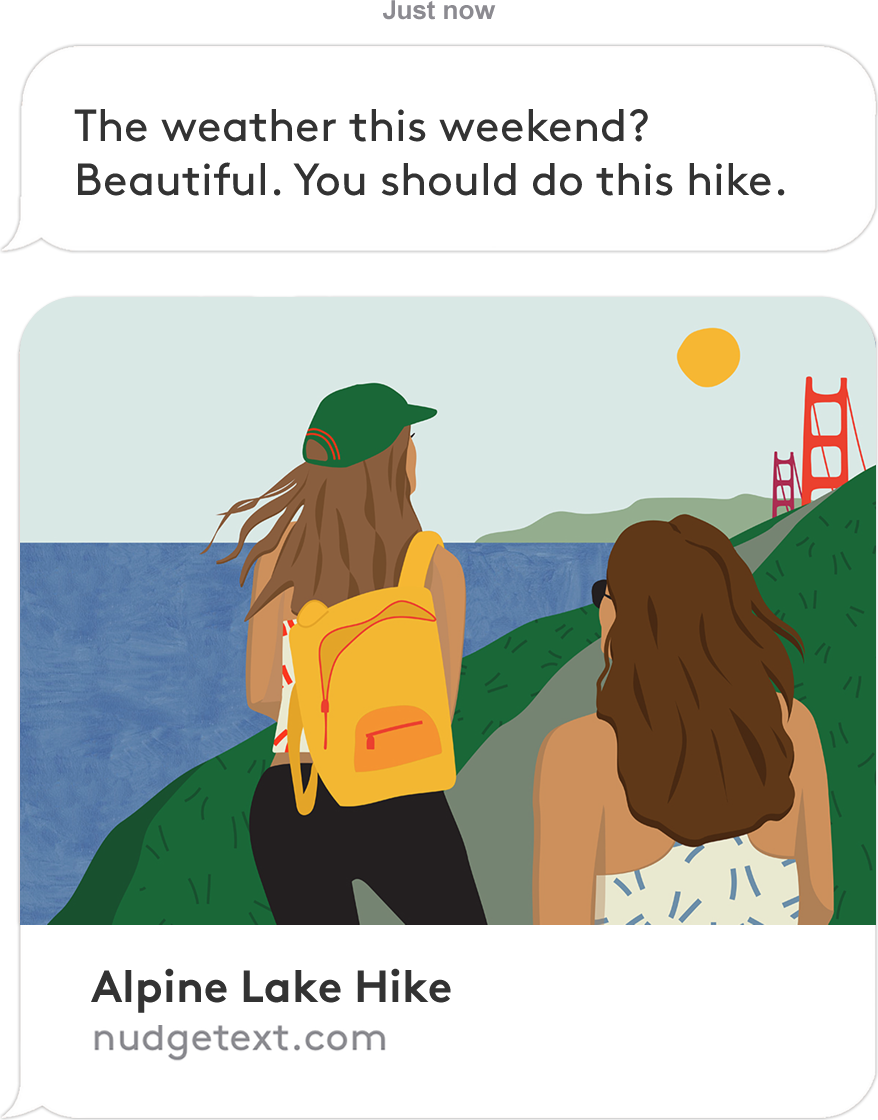 Just now
The weather this weekend?
Beautiful. You should do this hike.
Alpine Lake Hike
nudgetext.com